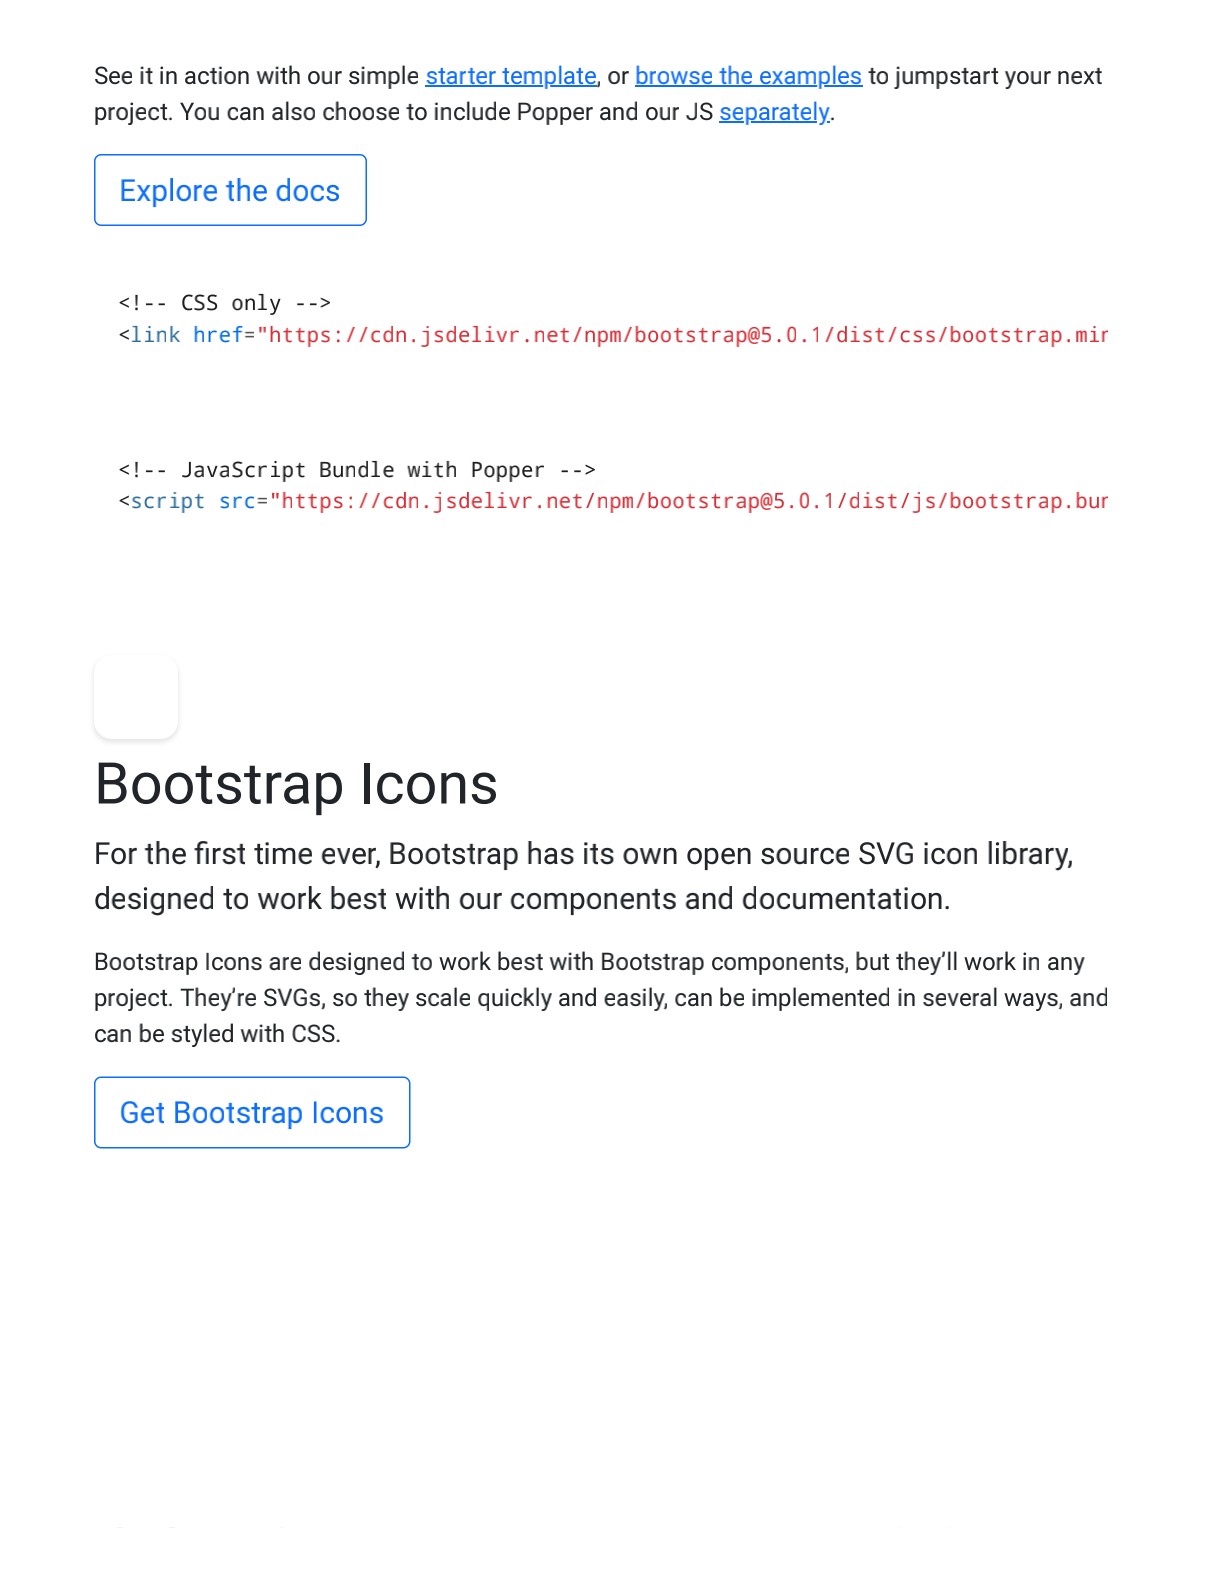 See it in action with our simple starter template, or browse the examples to jumpstart your next
project. You can also choose to include Popper and our JS separately.
Explore the docs
<!-- CSS only -->
<link href="https://cdn.jsdelivr.net/npm/bootstrap@5.0.1/dist/css/bootstrap.min
<!-- JavaScript Bundle with Popper -->
<script src="https://cdn.jsdelivr.net/npm/bootstrap@5.0.1/dist/js/bootstrap.bun
Bootstrap Icons
For the first time ever, Bootstrap has its own open source SVG icon library,
designed to work best with our components and documentation.
Bootstrap Icons are designed to work best with Bootstrap components, but they’ll work in any
project. They’re SVGs, so they scale quickly and easily, can be implemented in several ways, and
can be styled with CSS.
Get Bootstrap Icons